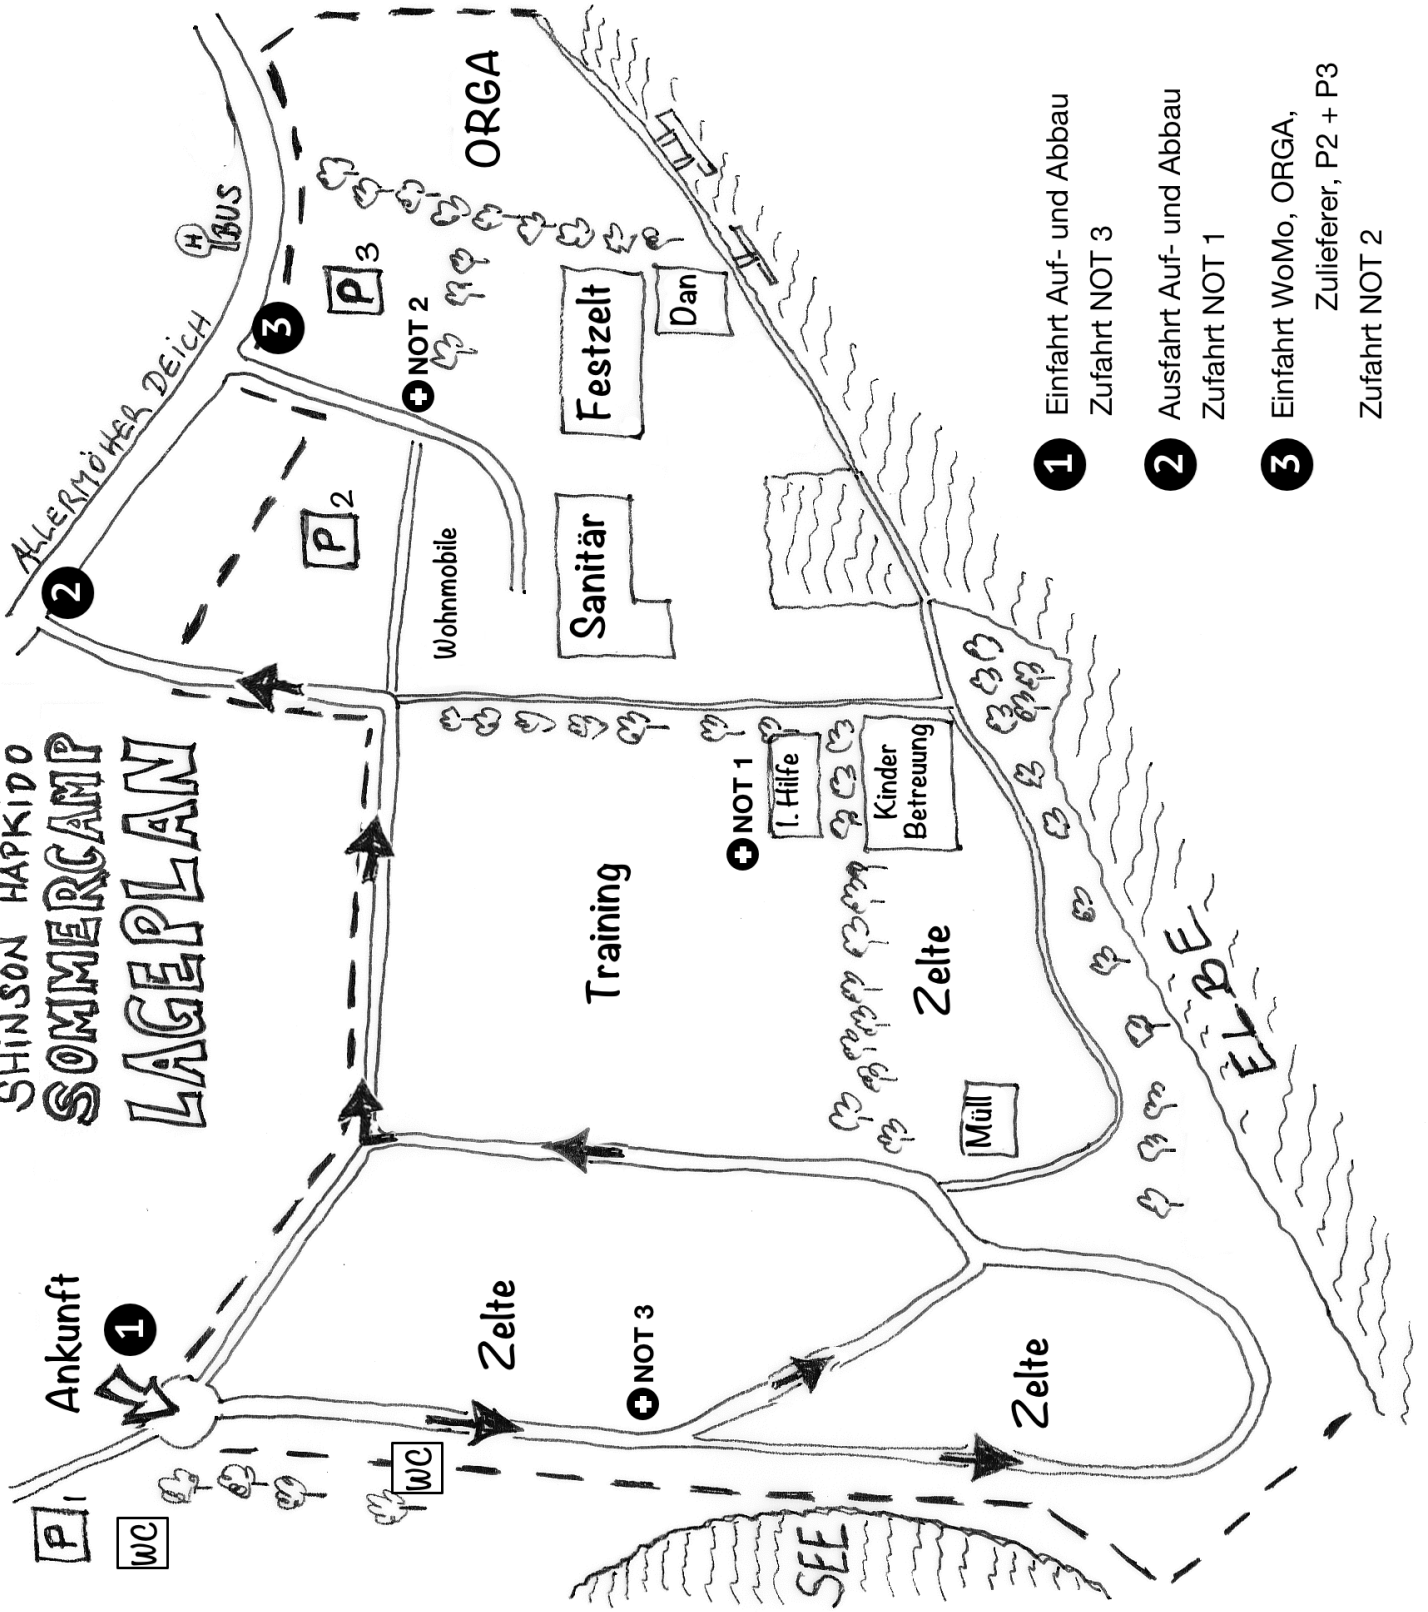 SHINSON HAPKIDO
SOMMERCAMP
LAGEPLAN
Ankunft
1
P 1
WC
WC
ALLERMÖHER DEICH
2
3
H
BUS
P 2
P 3
NOT 2
ORGA
Wohnmobile
Sanitär
Festzelt
Dan
Zelte
NOT 3
Training
NOT 1
1. Hilfe
Kinder
Betreuung
Zelte
Müll
Zelte
SEE
ELBE
1 Einfahrt Auf- und Abbau
Zufahrt NOT 3
2 Ausfahrt Auf- und Abbau
Zufahrt NOT 1
3 Einfahrt WoMo, ORGA,
Zulieferer, P2 + P3
Zufahrt NOT 2